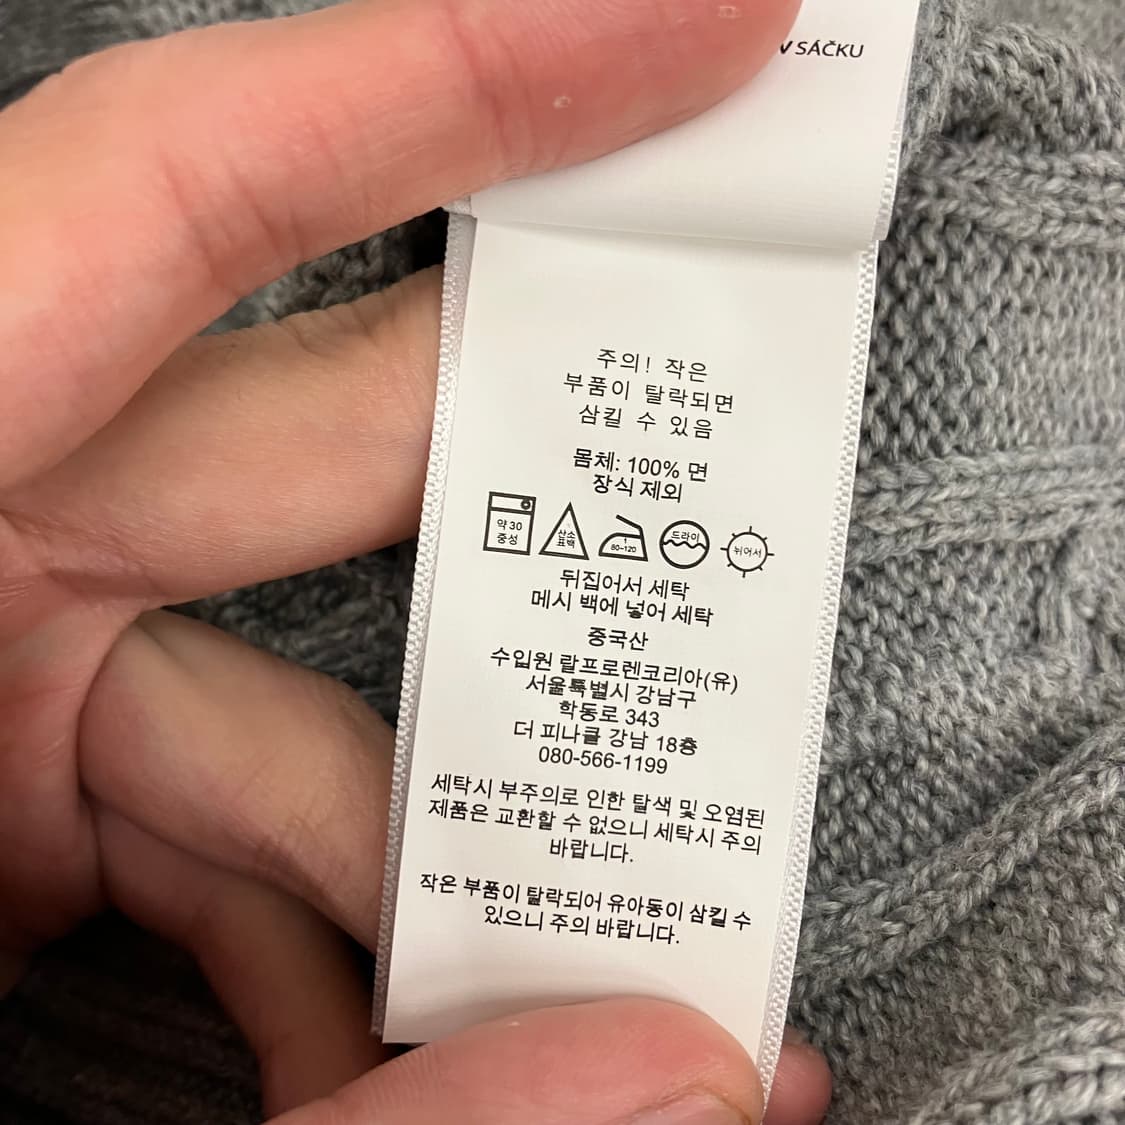 SÁČKU
주의! 작은
부품이 탈락되면
삼킬 수 있음
몸체: 100% 면
장식 제외
약 30
중성
산소
표백
1
80~120
드라이
뉘어서
뒤집어서 세탁
메시 백에 넣어 세탁
중국산
수입원 랄프로렌코리아(유)
서울특별시 강남구
학동로 343
더 피나클 강남 18층
080-566-1199
세탁시 부주의로 인한 탈색 및 오염된
제품은 교환할 수 없으니 세탁시 주의
바랍니다.
작은 부품이 탈락되어 유아동이 삼킬 수
있으니 주의 바랍니다.